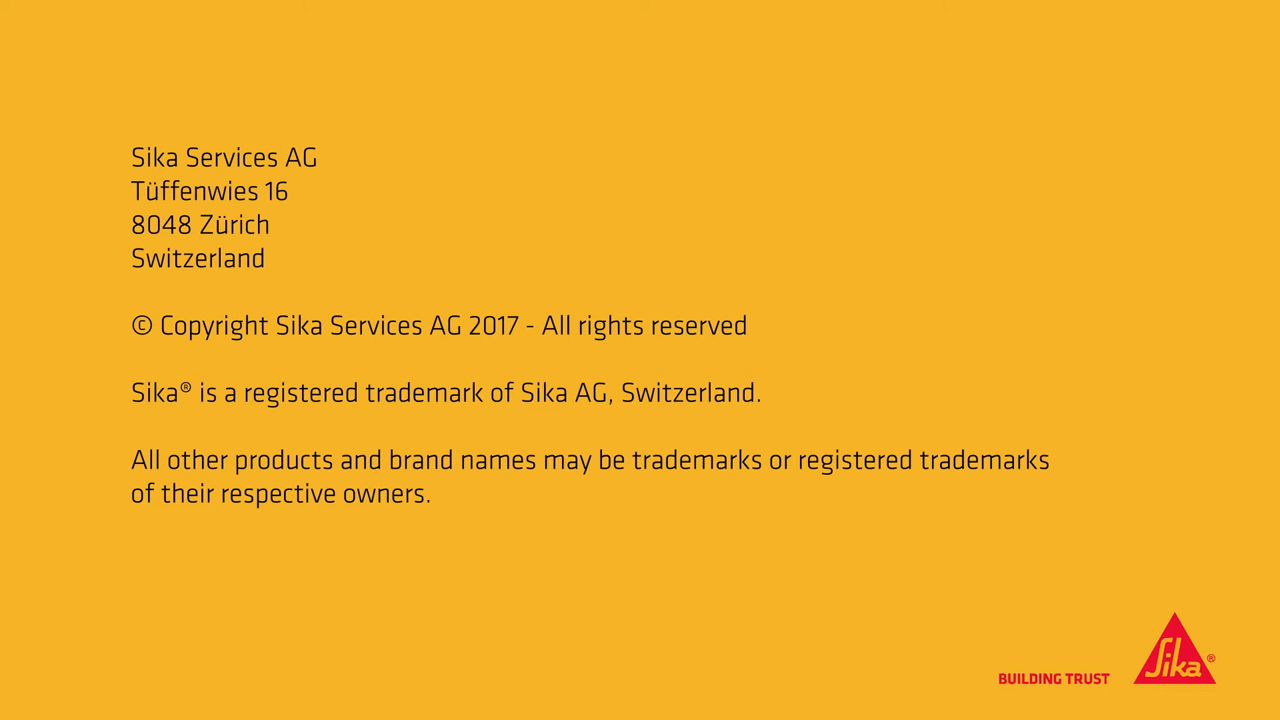 Sika Services AG
Tüffenwies 16
8048 Zürich
Switzerland
© Copyright Sika Services AG 2017 - All rights reserved
Sika® is a registered trademark of Sika AG, Switzerland.
All other products and brand names may be trademarks or registered trademarks
of their respective owners.
BUILDING TRUST
Sika®